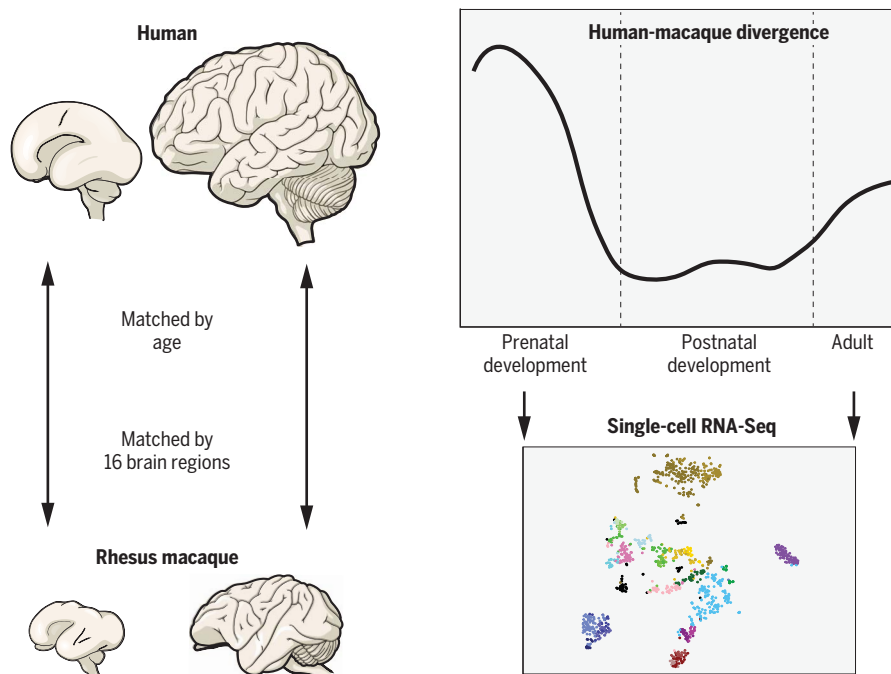 Human
Matched by
age
Matched by
16 brain regions
Rhesus macaque
Human-macaque divergence
Prenatal
development
Postnatal
development
Adult
Single-cell RNA-Seq